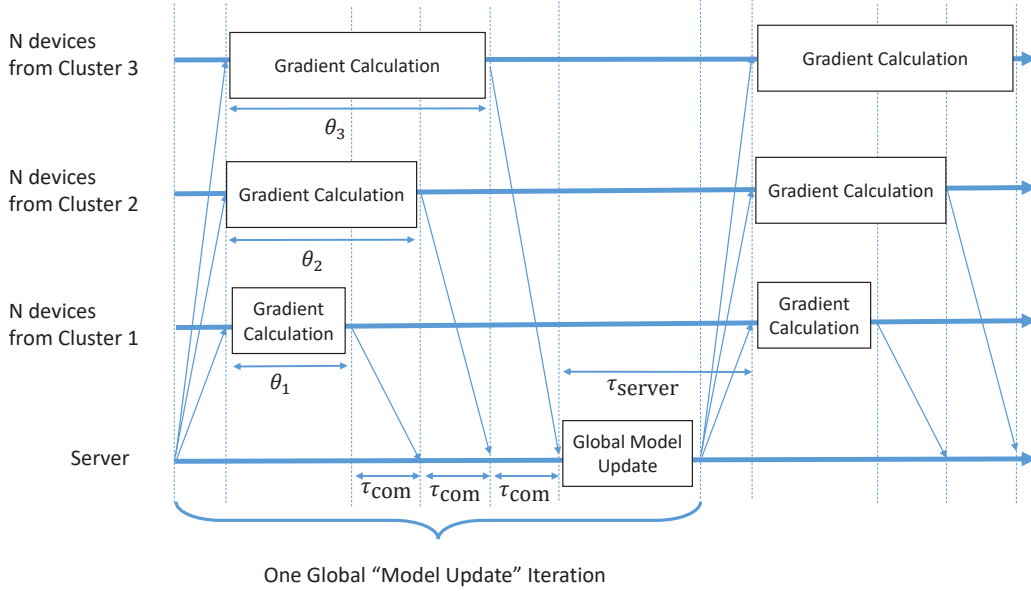 N devices
from Cluster 3
Gradient Calculation
Gradient Calculation
θ₃
N devices
from Cluster 2
Gradient Calculation
Gradient Calculation
θ₂
N devices
from Cluster 1
Gradient
Calculation
Gradient
Calculation
θ₁
τserver
Server
Global Model
Update
τcom
τcom
τcom
One Global “Model Update” Iteration